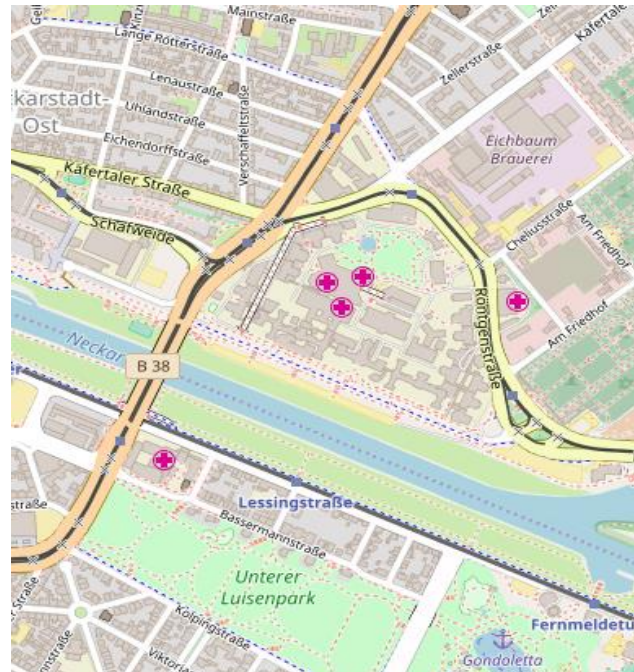 Mainstraße
Lange Rötterstraße
Käfertaler
Zellerstraße
Lenaustraße
karstadt-
Ost
Uhlandstraße
Verschaffeltstraße
Eichbaum
Brauerei
Eichendorffstraße
Käfertaler Straße
Cheliusstraße
Am Friedhof
Schafweide
Röntgenstraße
Am Friedhof
Neckar
B 38
Lessingstraße
Bassermannstraße
Unterer
Luisenpark
Kolpingstraße
Fernmeldetu
Gondoletta